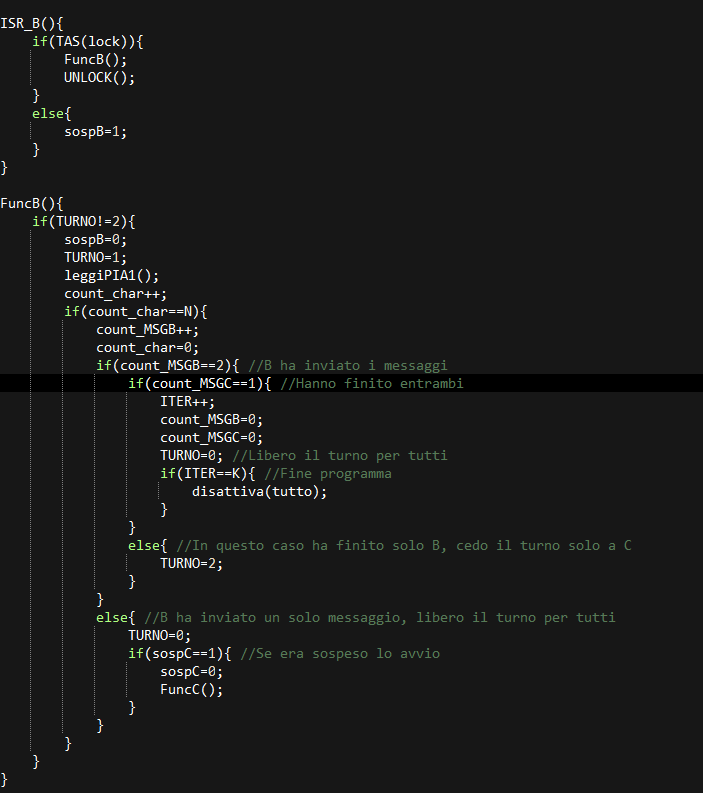 ISR_B(){
    if(TAS(lock)){
        FuncB();
        UNLOCK();
    }
    else{
        sospB=1;
    }
}

FuncB(){
    if(TURNO!=2){
        sospB=0;
        TURNO=1;
        leggiPIA1();
        count_char++;
        if(count_char==N){
            count_MSGB++;
            count_char=0;
            if(count_MSGB==2){ //B ha inviato i messaggi
                if(count_MSGC==1){ //Hanno finito entrambi
                    ITER++;
                    count_MSGB=0;
                    count_MSGC=0;
                    TURNO=0; //Libero il turno per tutti
                    if(ITER==K){ //Fine programma
                        disattiva(tutto);
                    }
                }
                else{ //In questo caso ha finito solo B, cedo il turno solo a C
                    TURNO=2;
                }
            }
            else{ //B ha inviato un solo messaggio, libero il turno per tutti
                TURNO=0;
                if(sospC==1){ //Se era sospeso lo avvio
                    sospC=0;
                    FuncC();
                }
            }
        }
    }
}